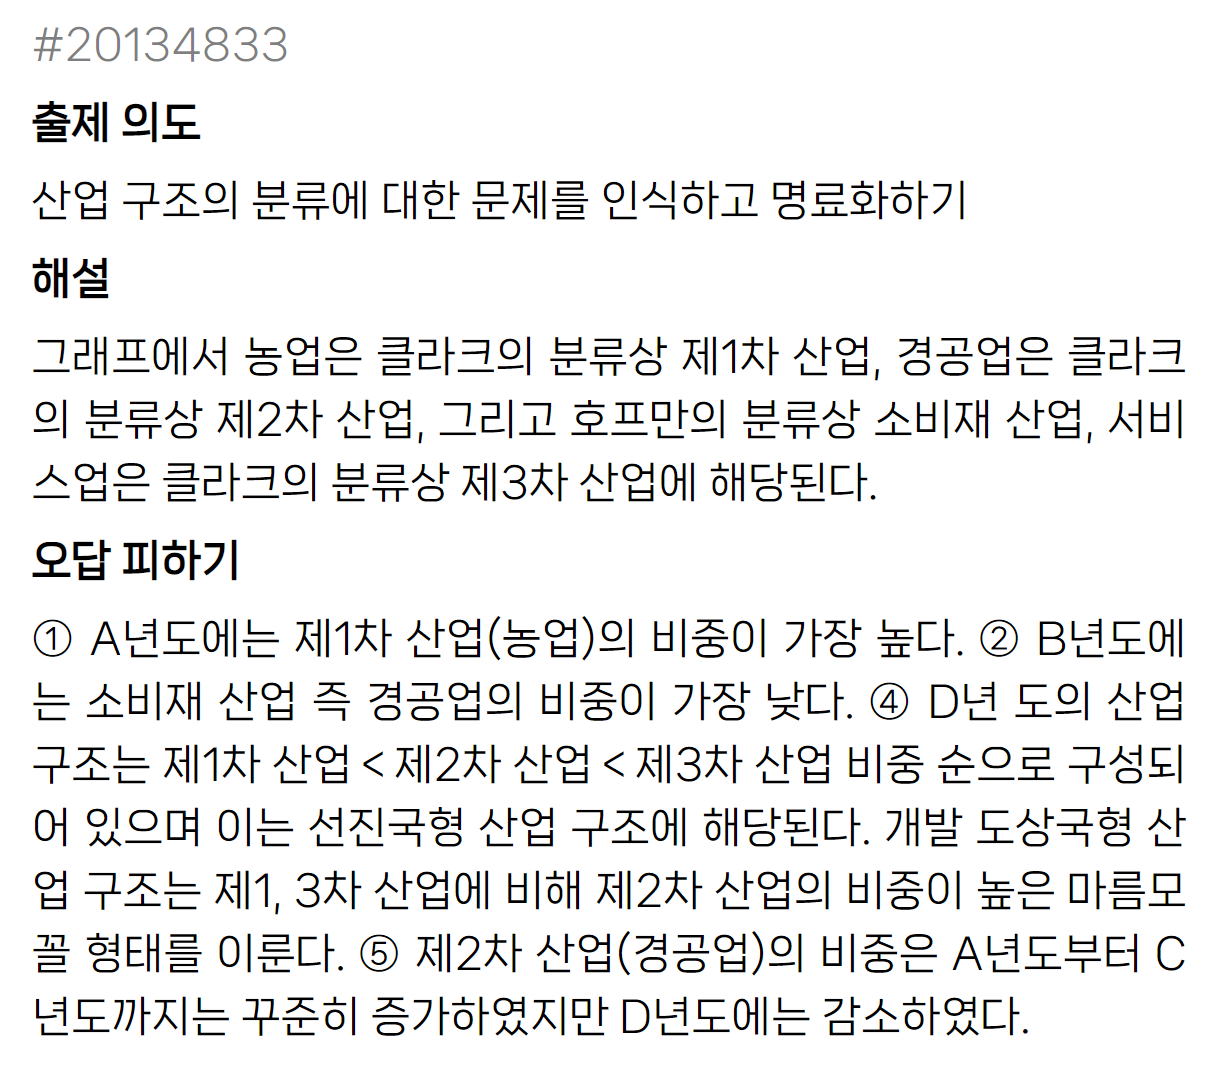 #20134833
출제 의도
산업 구조의 분류에 대한 문제를 인식하고 명료화하기
해설
그래프에서 농업은 클라크의 분류상 제1차 산업, 경공업은 클라크
의 분류상 제2차 산업, 그리고 호프만의 분류상 소비재 산업, 서비
스업은 클라크의 분류상 제3차 산업에 해당된다.
오답 피하기
① A년도에는 제1차 산업(농업)의 비중이 가장 높다. ② B년도에
는 소비재 산업 즉 경공업의 비중이 가장 낮다. ④ D년 도의 산업
구조는 제1차 산업 < 제2차 산업 < 제3차 산업 비중 순으로 구성되
어 있으며 이는 선진국형 산업 구조에 해당된다. 개발 도상국형 산
업 구조는 제1, 3차 산업에 비해 제2차 산업의 비중이 높은 마름모
꼴 형태를 이룬다. ⑤ 제2차 산업(경공업)의 비중은 A년도부터 C
년도까지는 꾸준히 증가하였지만 D년도에는 감소하였다.